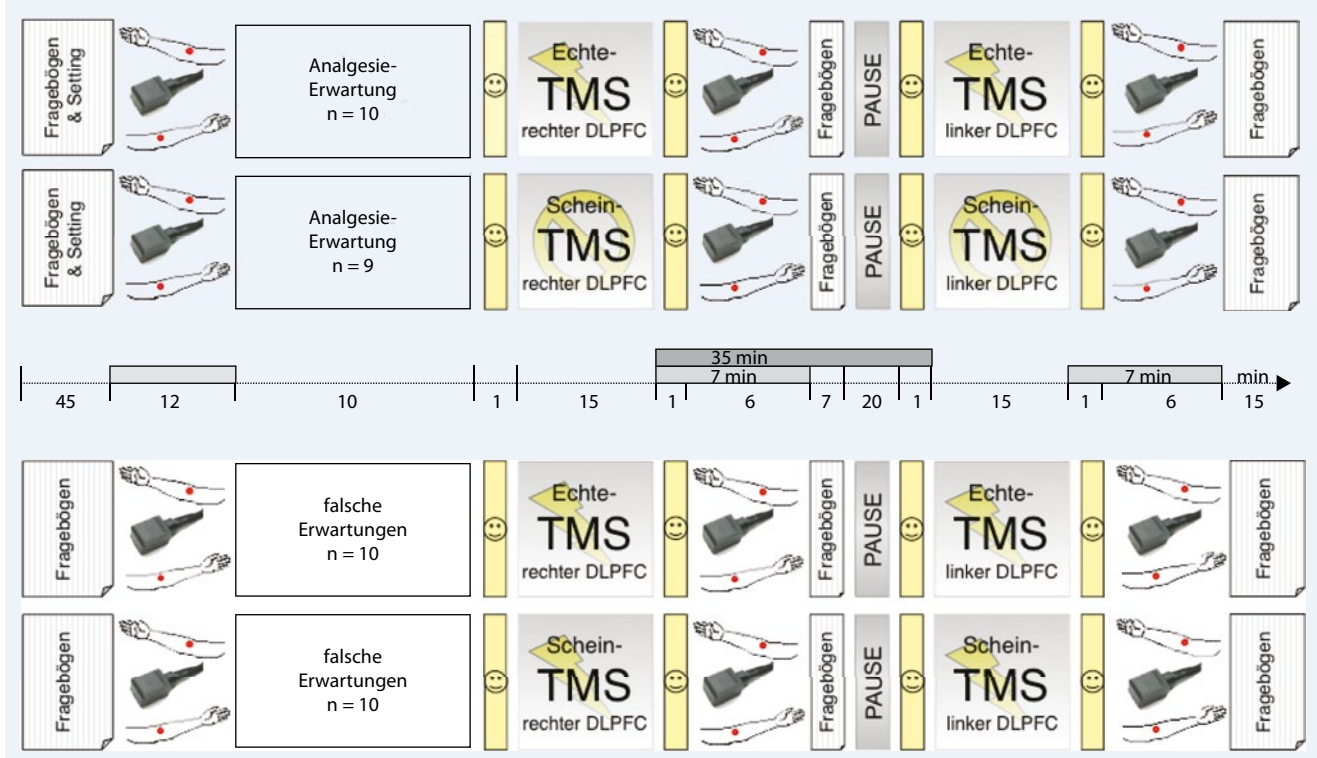 Fragebögen
& Setting
Analgesie-
Erwartung
n = 10
Echte-
TMS
rechter DLPFC
Fragebögen
PAUSE
Echte-
TMS
linker DLPFC
Fragebögen
Fragebögen
& Setting
Analgesie-
Erwartung
n = 9
Schein-
TMS
rechter DLPFC
Fragebögen
PAUSE
Schein-
TMS
linker DLPFC
Fragebögen
35 min
7 min
7 min
min
45 12 10 1 15 1 6 7 20 1 15 1 6 15
Fragebögen
falsche
Erwartungen
n = 10
Echte-
TMS
rechter DLPFC
Fragebögen
PAUSE
Echte-
TMS
linker DLPFC
Fragebögen
Fragebögen
falsche
Erwartungen
n = 10
Schein-
TMS
rechter DLPFC
Fragebögen
PAUSE
Schein-
TMS
linker DLPFC
Fragebögen